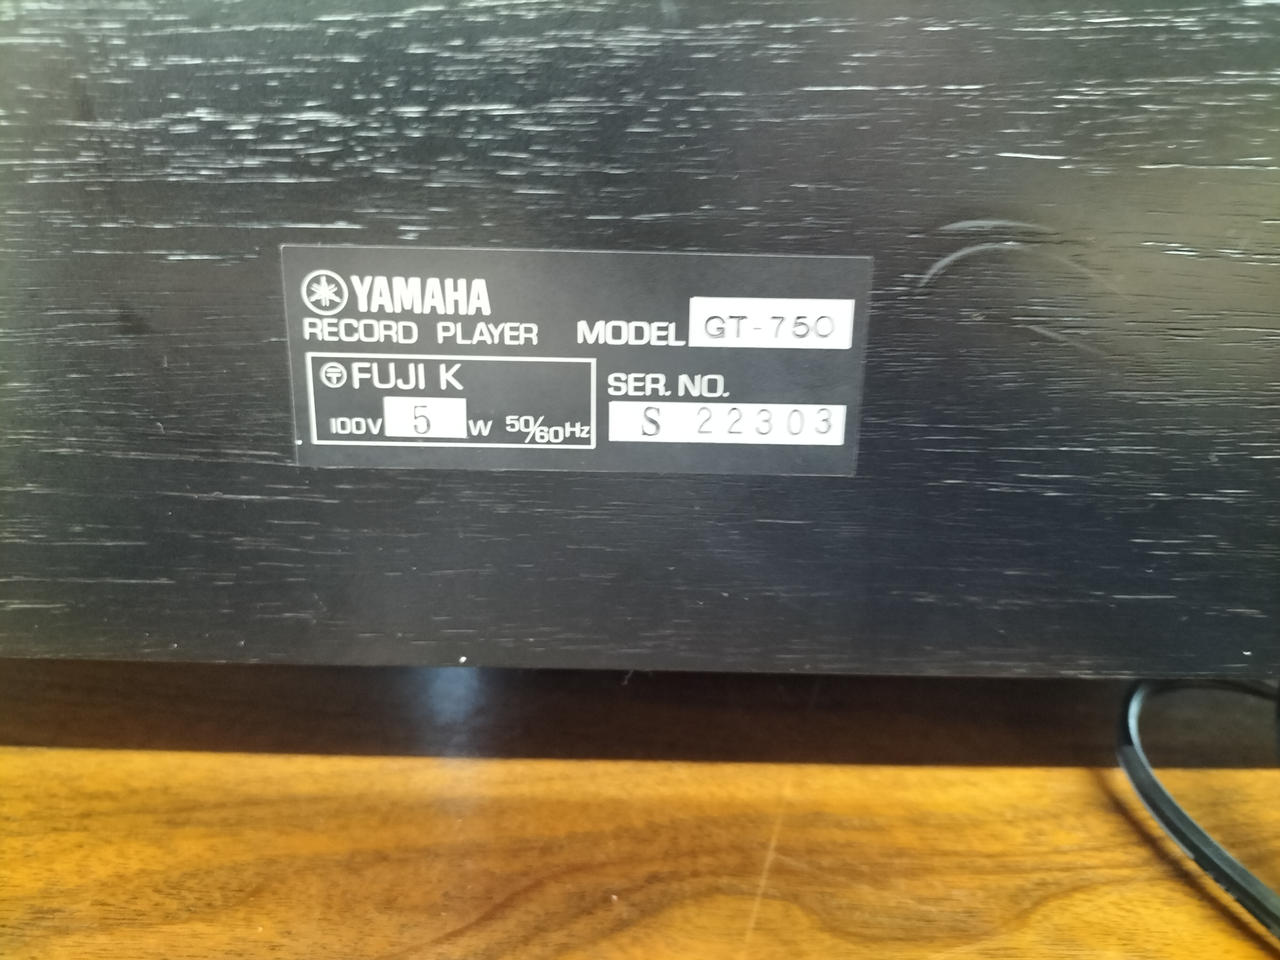 YAMAHA
RECORD PLAYER MODEL GT-750
FUJI K
100V 5 W 50/60Hz
SER. NO.
S 22303